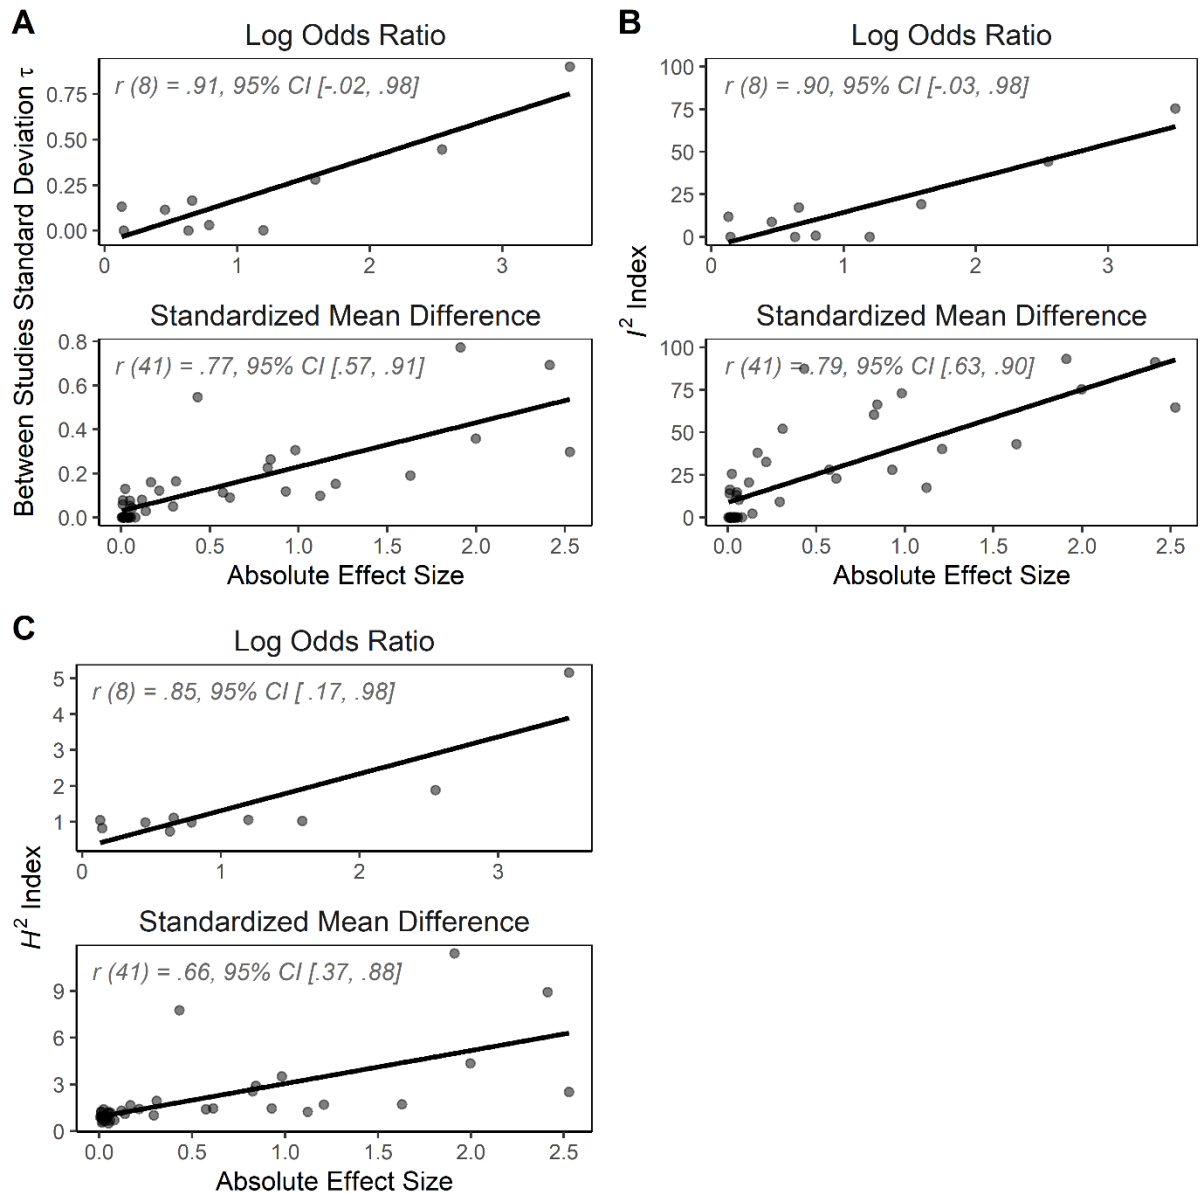 A
Log Odds Ratio
r (8) = .91, 95% CI [-.02, .98]
0.75
0.50
0.25
0.00
0 1 2 3
Between Studies Standard Deviation τ
Standardized Mean Difference
r (41) = .77, 95% CI [.57, .91]
0.8
0.6
0.4
0.2
0.0
0.0 0.5 1.0 1.5 2.0 2.5
Absolute Effect Size
B
Log Odds Ratio
r (8) = .90, 95% CI [-.03, .98]
100
75
50
25
0
0 1 2 3
I² Index
Standardized Mean Difference
r (41) = .79, 95% CI [.63, .90]
100
75
50
25
0
0.0 0.5 1.0 1.5 2.0 2.5
Absolute Effect Size
C
Log Odds Ratio
r (8) = .85, 95% CI [ .17, .98]
5
4
3
2
1
0 1 2 3
H² Index
Standardized Mean Difference
r (41) = .66, 95% CI [.37, .88]
9
6
3
0
0.0 0.5 1.0 1.5 2.0 2.5
Absolute Effect Size